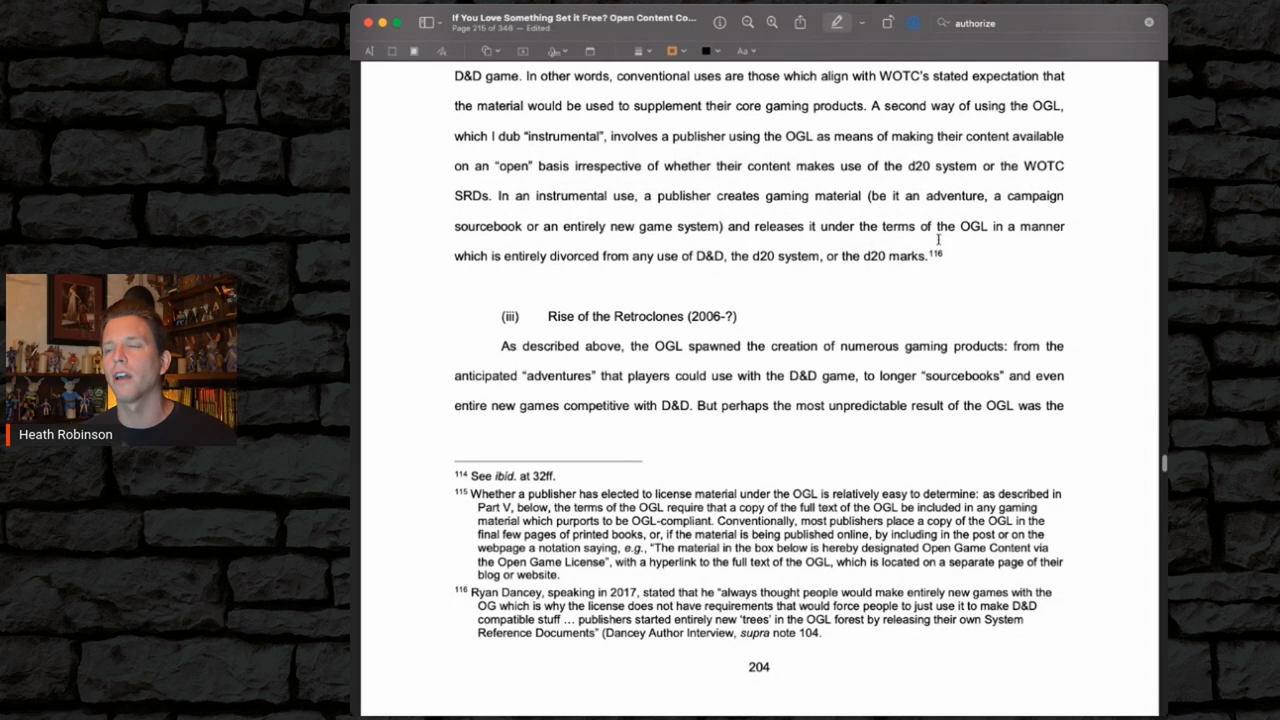 If You Love Something Set it Free? Open Content Co...
Page 215 of 348 — Edited
authorize
Aa
D&D game. In other words, conventional uses are those which align with WOTC's stated expectation that
the material would be used to supplement their core gaming products. A second way of using the OGL,
which I dub "instrumental", involves a publisher using the OGL as means of making their content available
on an "open" basis irrespective of whether their content makes use of the d20 system or the WOTC
SRDs. In an instrumental use, a publisher creates gaming material (be it an adventure, a campaign
sourcebook or an entirely new game system) and releases it under the terms of the OGL in a manner
which is entirely divorced from any use of D&D, the d20 system, or the d20 marks.116
(iii) Rise of the Retroclones (2006-?)
As described above, the OGL spawned the creation of numerous gaming products: from the
anticipated "adventures" that players could use with the D&D game, to longer "sourcebooks" and even
entire new games competitive with D&D. But perhaps the most unpredictable result of the OGL was the
114 See ibid. at 32ff.
115 Whether a publisher has elected to license material under the OGL is relatively easy to determine: as described in
Part V, below, the terms of the OGL require that a copy of the full text of the OGL be included in any gaming
material which purports to be OGL-compliant. Conventionally, most publishers place a copy of the OGL in the
final few pages of printed books, or, if the material is being published online, by including in the post or on the
webpage a notation saying, e.g., "The material in the box below is hereby designated Open Game Content via
the Open Game License", with a hyperlink to the full text of the OGL, which is located on a separate page of their
blog or website.
116 Ryan Dancey, speaking in 2017, stated that he "always thought people would make entirely new games with the
OG which is why the license does not have requirements that would force people to just use it to make D&D
compatible stuff ... publishers started entirely new 'trees' in the OGL forest by releasing their own System
Reference Documents" (Dancey Author Interview, supra note 104.
204
Heath Robinson